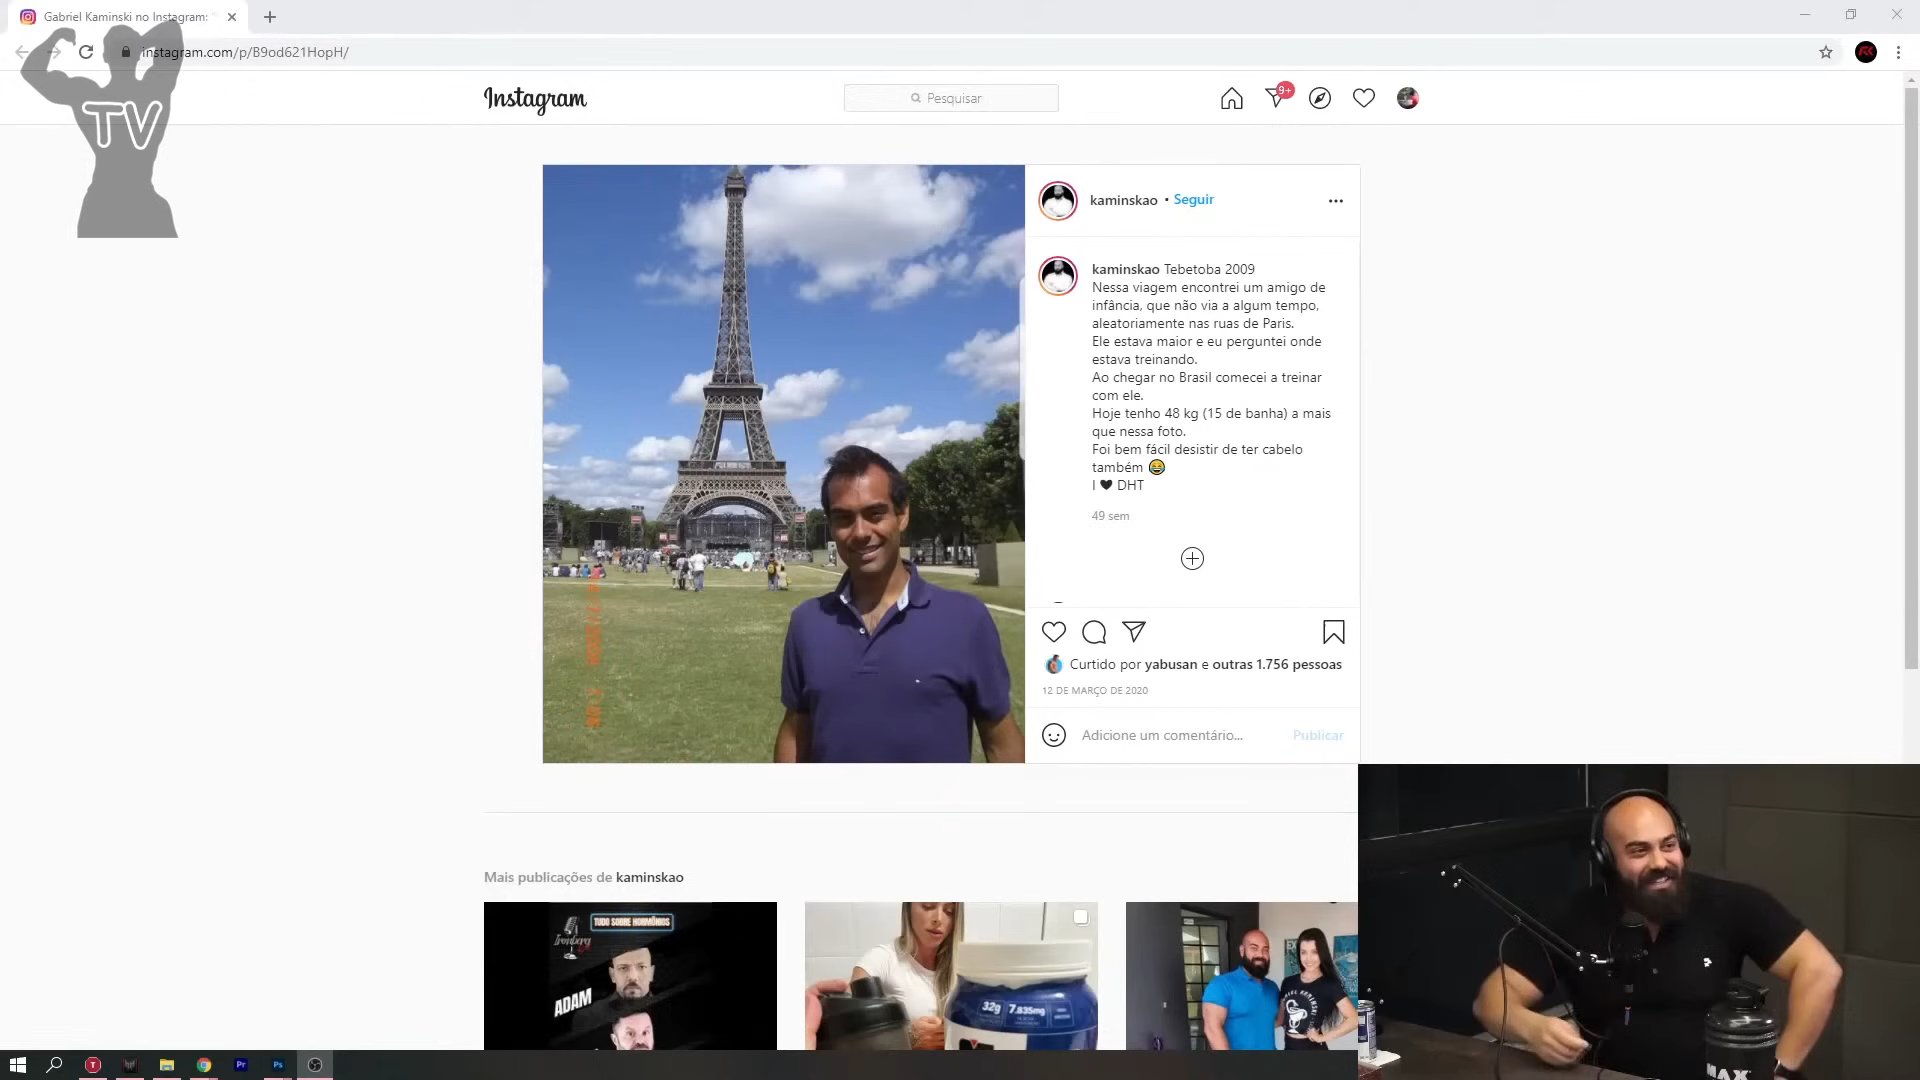 Gabriel Kaminski no Instagram:
instagram.com/p/B9od621HopH/
TV
Instagram
Pesquisar
9+
kaminskao • Seguir
kaminskao Tebetoba 2009
Nessa viagem encontrei um amigo de
infância, que não via a algum tempo,
aleatoriamente nas ruas de Paris.
Ele estava maior e eu perguntei onde
estava treinando.
Ao chegar no Brasil comecei a treinar
com ele.
Hoje tenho 48 kg (15 de banha) a mais
que nessa foto.
Foi bem fácil desistir de ter cabelo
também 😂
I 🖤 DHT
49 sem
Curtido por yabusan e outras 1.756 pessoas
12 DE MARÇO DE 2020
Adicione um comentário... Publicar
Mais publicações de kaminskao
TUDO SOBRE HORMÔNIOS
Ironberg
ADAM
32g 7.835mg
MAX